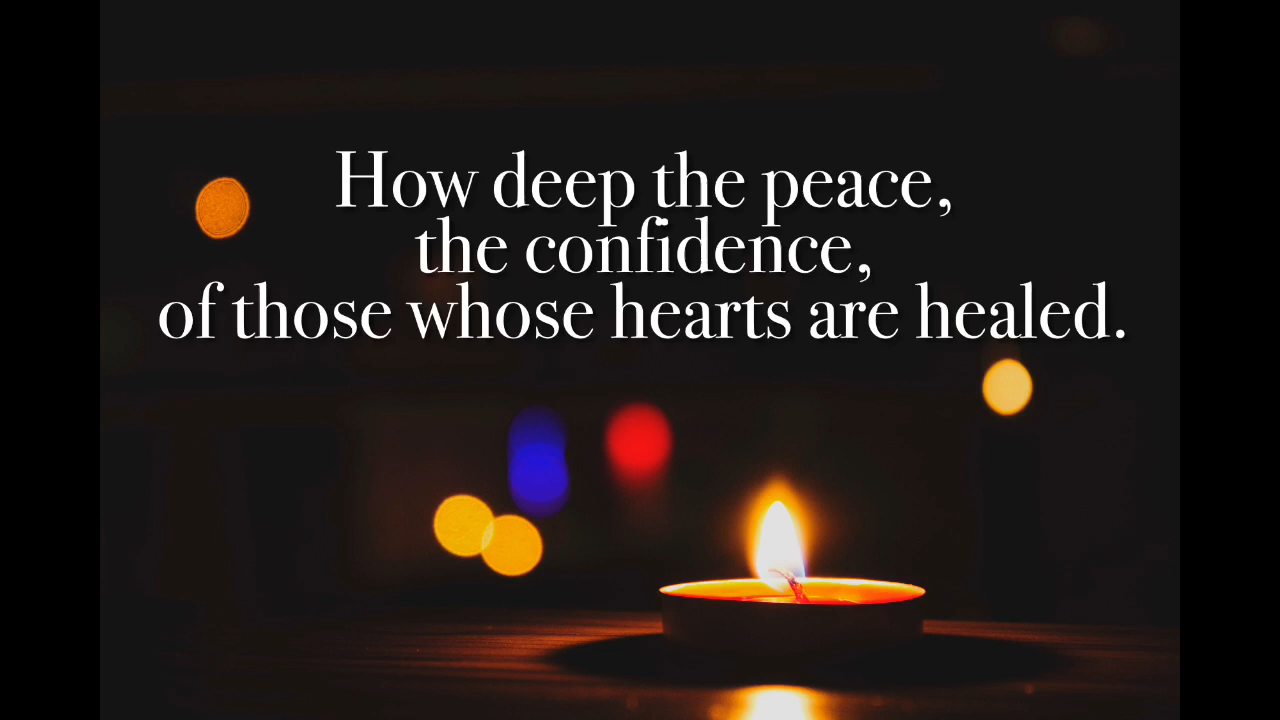 How deep the peace,
the confidence,
of those whose hearts are healed.